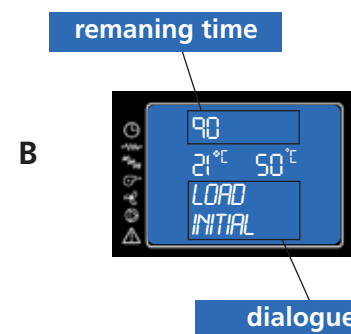 remaning time
B
90
21°C 50°C
LOAD
INITIAL
dialogue